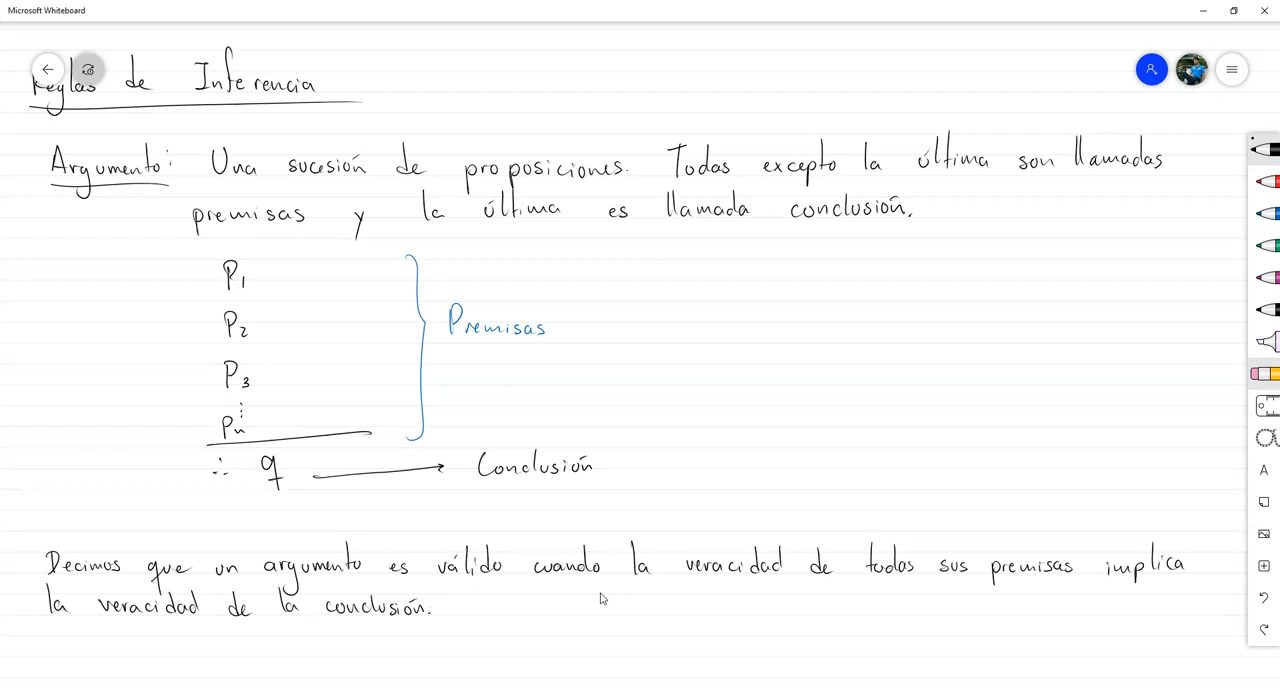 Microsoft Whiteboard
Reglas de Inferencia
Argumento: Una sucesión de proposiciones. Todas excepto la última son llamadas
premisas y la última es llamada conclusión.
P1
P2
P3
⋮
Pn
Premisas
∴ q → Conclusión
Decimos que un argumento es válido cuando la veracidad de todas sus premisas implica
la veracidad de la conclusión.
A